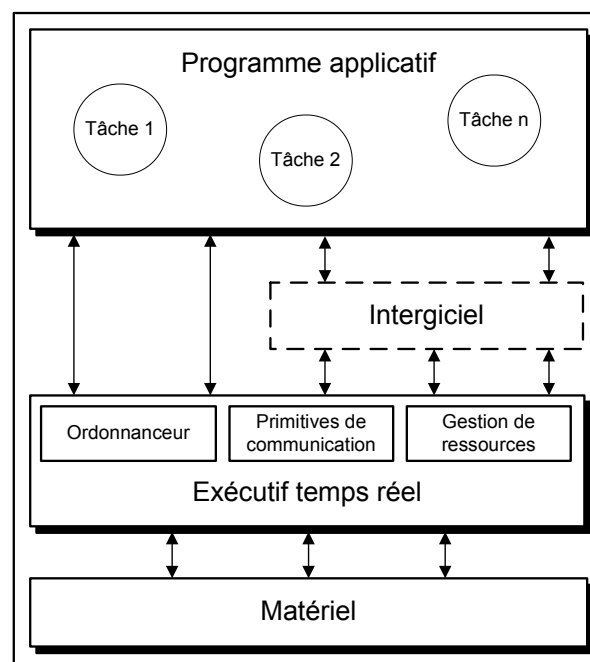 Programme applicatif
Tâche 1
Tâche 2
Tâche n
Intergiciel
Ordonnanceur
Primitives de
communication
Gestion de
ressources
Exécutif temps réel
Matériel